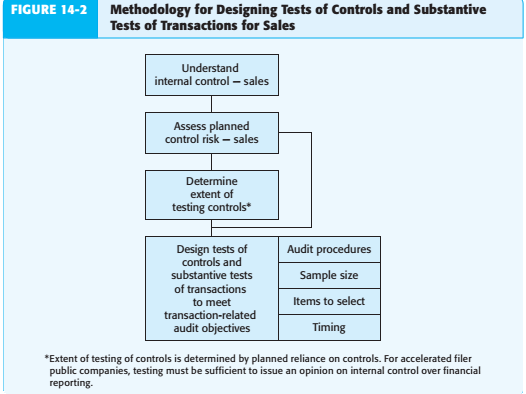 FIGURE 14-2
Methodology for Designing Tests of Controls and Substantive
Tests of Transactions for Sales
Understand
internal control – sales
Assess planned
control risk – sales
Determine
extent of
testing controls*
Design tests of
controls and
substantive tests
of transactions
to meet
transaction-related
audit objectives
Audit procedures
Sample size
Items to select
Timing
*Extent of testing of controls is determined by planned reliance on controls. For accelerated filer
public companies, testing must be sufficient to issue an opinion on internal control over financial
reporting.